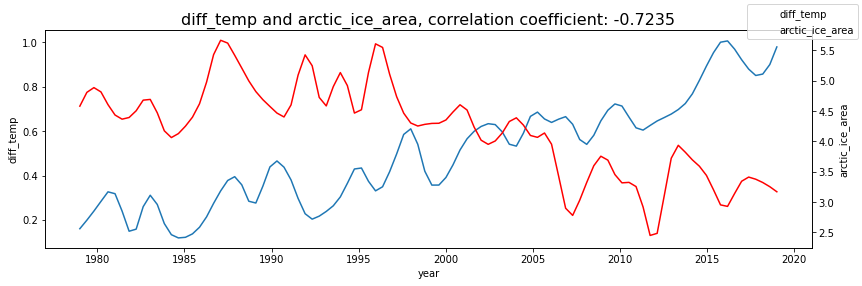 diff_temp and arctic_ice_area, correlation coefficient: -0.7235
diff_temp
arctic_ice_area
1.0
0.8
0.6
0.4
0.2
diff_temp
5.5
5.0
4.5
4.0
3.5
3.0
2.5
arctic_ice_area
1980 1985 1990 1995 2000 2005 2010 2015 2020
year